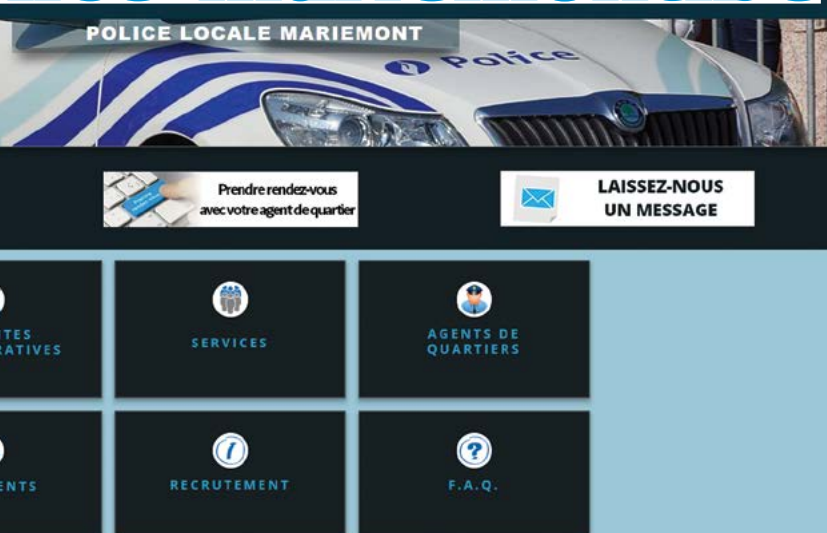 POLICE LOCALE MARIEMONT
Police
Prendre rendez-vous
avec votre agent de quartier
LAISSEZ-NOUS
UN MESSAGE
SERVICES
AGENTS DE
QUARTIERS
RECRUTEMENT
F.A.Q.